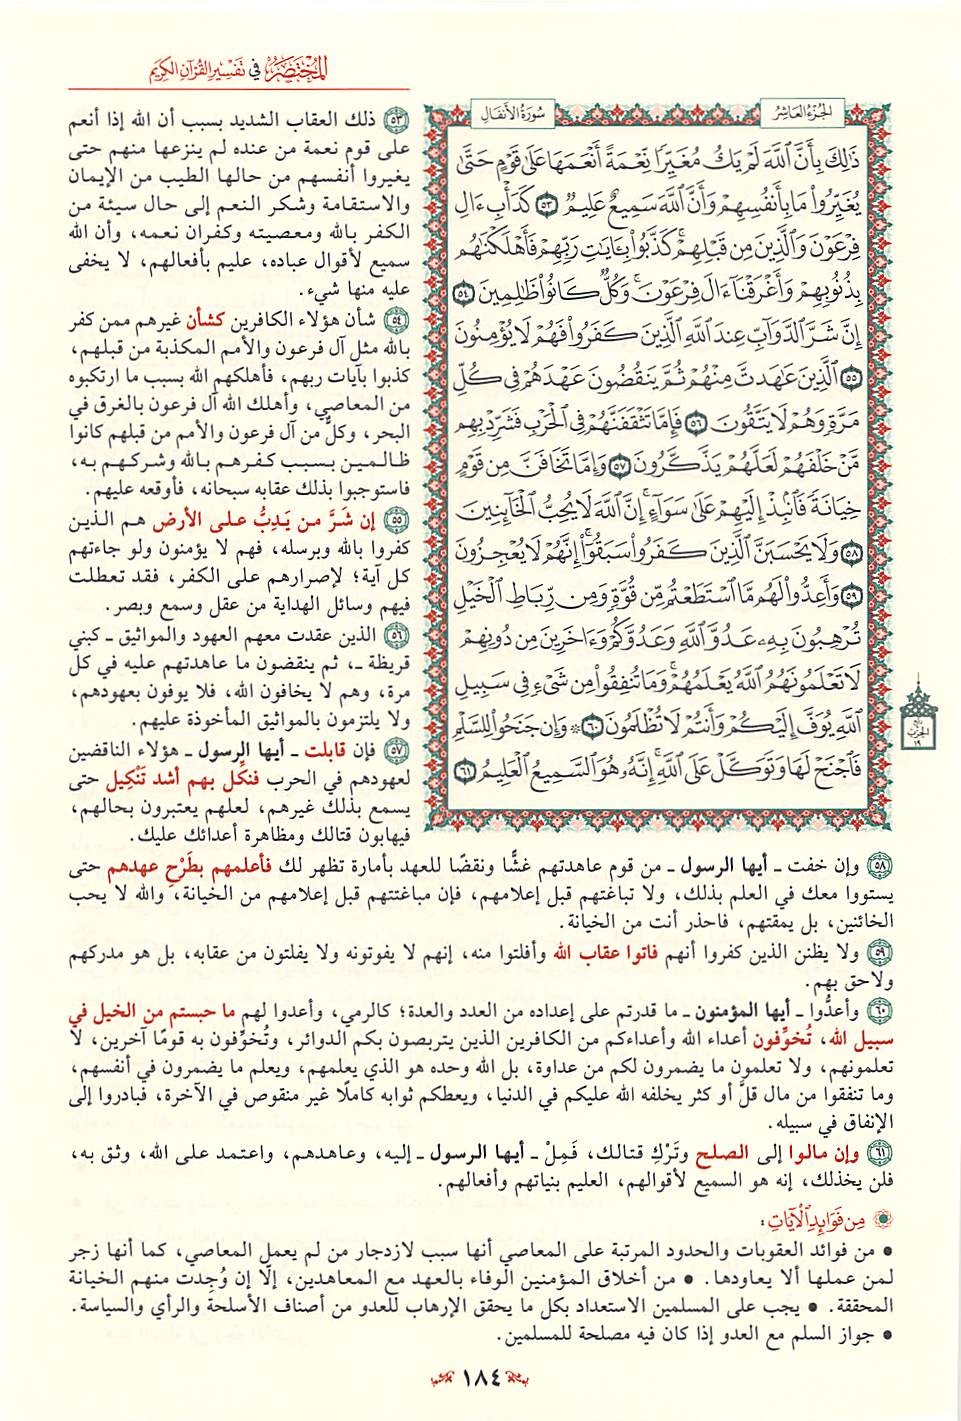 المختصر في تفسير القرآن الكريم
الجزء العاشر
سورة الأنفال
ذَٰلِكَ بِأَنَّ ٱللَّهَ لَمْ يَكُ مُغَيِّرًا نِّعْمَةً أَنْعَمَهَا عَلَىٰ قَوْمٍ حَتَّىٰ
يُغَيِّرُوا۟ مَا بِأَنفُسِهِمْ وَأَنَّ ٱللَّهَ سَمِيعٌ عَلِيمٌ ٥٣ كَدَأْبِ ءَالِ
فِرْعَوْنَ وَٱلَّذِينَ مِن قَبْلِهِمْ ۚ كَذَّبُوا۟ بِـَٔايَـٰتِ رَبِّهِمْ فَأَهْلَكْنَـٰهُم
بِذُنُوبِهِمْ وَأَغْرَقْنَآ ءَالَ فِرْعَوْنَ ۚ وَكُلٌّ كَانُوا۟ ظَـٰلِمِينَ ٥٤
إِنَّ شَرَّ ٱلدَّوَآبِّ عِندَ ٱللَّهِ ٱلَّذِينَ كَفَرُوا۟ فَهُمْ لَا يُؤْمِنُونَ
٥٥ ٱلَّذِينَ عَـٰهَدتَّ مِنْهُمْ ثُمَّ يَنقُضُونَ عَهْدَهُمْ فِى كُلِّ
مَرَّةٍ وَهُمْ لَا يَتَّقُونَ ٥٦ فَإِمَّا تَثْقَفَنَّهُمْ فِى ٱلْحَرْبِ فَشَرِّدْ بِهِم
مَّنْ خَلْفَهُمْ لَعَلَّهُمْ يَذَّكَّرُونَ ٥٧ وَإِمَّا تَخَافَنَّ مِن قَوْمٍ
خِيَانَةً فَٱنۢبِذْ إِلَيْهِمْ عَلَىٰ سَوَآءٍ ۚ إِنَّ ٱللَّهَ لَا يُحِبُّ ٱلْخَآئِنِينَ
٥٨ وَلَا يَحْسَبَنَّ ٱلَّذِينَ كَفَرُوا۟ سَبَقُوٓا۟ ۚ إِنَّهُمْ لَا يُعْجِزُونَ
٥٩ وَأَعِدُّوا۟ لَهُم مَّا ٱسْتَطَعْتُم مِّن قُوَّةٍ وَمِن رِّبَاطِ ٱلْخَيْلِ
تُرْهِبُونَ بِهِۦ عَدُوَّ ٱللَّهِ وَعَدُوَّكُمْ وَءَاخَرِينَ مِن دُونِهِمْ
لَا تَعْلَمُونَهُمُ ٱللَّهُ يَعْلَمُهُمْ ۚ وَمَا تُنفِقُوا۟ مِن شَىْءٍ فِى سَبِيلِ
ٱللَّهِ يُوَفَّ إِلَيْكُمْ وَأَنتُمْ لَا تُظْلَمُونَ ٦٠ ۞ وَإِن جَنَحُوا۟ لِلسَّلْمِ
فَٱجْنَحْ لَهَا وَتَوَكَّلْ عَلَى ٱللَّهِ ۚ إِنَّهُۥ هُوَ ٱلسَّمِيعُ ٱلْعَلِيمُ ٦١
ربع
الحزب
١٩
٥٣ ذلك العقاب الشديد بسبب أن الله إذا أنعم
على قوم نعمة من عنده لم ينزعها منهم حتى
يغيروا أنفسهم من حالها الطيب من الإيمان
والاستقامة وشكر النعم إلى حال سيئة من
الكفر بالله ومعصيته وكفران نعمه، وأن الله
سميع لأقوال عباده، عليم بأفعالهم، لا يخفى
عليه منها شيء.
٥٤ شأن هؤلاء الكافرين كشأن غيرهم ممن كفر
بالله مثل آل فرعون والأمم المكذبة من قبلهم،
كذبوا بآيات ربهم، فأهلكهم الله بسبب ما ارتكبوه
من المعاصي، وأهلك الله آل فرعون بالغرق في
البحر، وكلٌّ من آل فرعون والأمم من قبلهم كانوا
ظالمين بسبب كفرهم بالله وشركهم به،
فاستوجبوا بذلك عقابه سبحانه، فأوقعه عليهم.
٥٥ إن شَرَّ من يَدِبُّ على الأرض هم الذين
كفروا بالله وبرسله، فهم لا يؤمنون ولو جاءتهم
كل آية؛ لإصرارهم على الكفر، فقد تعطلت
فيهم وسائل الهداية من عقل وسمع وبصر.
٥٦ الذين عقدت معهم العهود والمواثيق ـ كبني
قريظة ـ، ثم ينقضون ما عاهدتهم عليه في كل
مرة، وهم لا يخافون الله، فلا يوفون بعهودهم،
ولا يلتزمون بالمواثيق المأخوذة عليهم.
٥٧ فإن قابلت ـ أيها الرسول ـ هؤلاء الناقضين
لعهودهم في الحرب فنكِّل بهم أشد تَنْكِيل حتى
يسمع بذلك غيرهم، لعلهم يعتبرون بحالهم،
فيهابون قتالك ومظاهرة أعدائك عليك.
٥٨ وإن خفت ـ أيها الرسول ـ من قوم عاهدتهم غشًّا ونقضًا للعهد بأمارة تظهر لك فأعلمهم بطَرْحِ عهدهم حتى
يستووا معك في العلم بذلك، ولا تباغتهم قبل إعلامهم، فإن مباغتتهم قبل إعلامهم من الخيانة، والله لا يحب
الخائنين، بل يمقتهم، فاحذر أنت من الخيانة.
٥٩ ولا يظنن الذين كفروا أنهم فاتوا عقاب الله وأفلتوا منه، إنهم لا يفوتونه ولا يفلتون من عقابه، بل هو مدركهم
ولاحق بهم.
٦٠ وأعدُّوا ـ أيها المؤمنون ـ ما قدرتم على إعداده من العدد والعدة؛ كالرمي، وأعدوا لهم ما حبستم من الخيل في
سبيل الله، تُخوِّفون أعداء الله وأعداءكم من الكافرين الذين يتربصون بكم الدوائر، وتُخوِّفون به قومًا آخرين، لا
تعلمونهم، ولا تعلمون ما يضمرون لكم من عداوة، بل الله وحده هو الذي يعلمهم، ويعلم ما يضمرون في أنفسهم،
وما تنفقوا من مال قلَّ أو كثر يخلفه الله عليكم في الدنيا، ويعطكم ثوابه كاملًا غير منقوص في الآخرة، فبادروا إلى
الإنفاق في سبيله.
٦١ وإن مالوا إلى الصلح وتَرْكِ قتالك، فَمِلْ ـ أيها الرسول ـ إليه، وعاهدهم، واعتمد على الله، وثق به،
فلن يخذلك، إنه هو السميع لأقوالهم، العليم بنياتهم وأفعالهم.
من فوائد الآيات:
• من فوائد العقوبات والحدود المرتبة على المعاصي أنها سبب لازدجار من لم يعمل المعاصي، كما أنها زجر
لمن عملها ألا يعاودها. • من أخلاق المؤمنين الوفاء بالعهد مع المعاهدين، إلَّا إن وُجِدت منهم الخيانة
المحققة. • يجب على المسلمين الاستعداد بكل ما يحقق الإرهاب للعدو من أصناف الأسلحة والرأي والسياسة.
• جواز السلم مع العدو إذا كان فيه مصلحة للمسلمين.
١٨٤